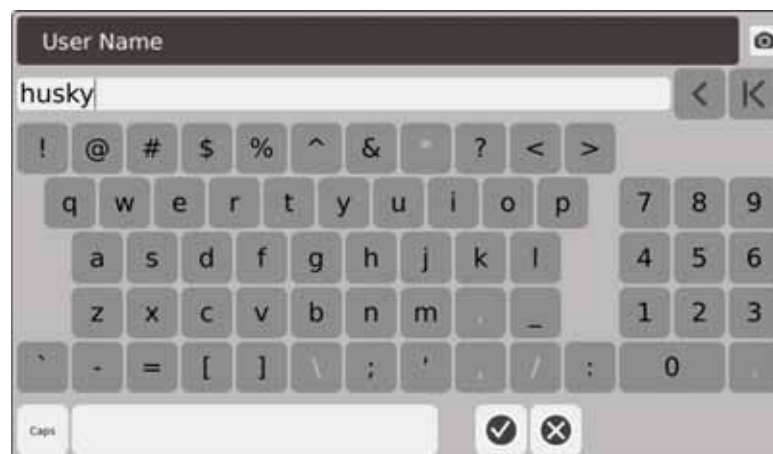 User Name
husky
! @ # $ % ^ & * ? < >
q w e r t y u i o p 7 8 9
a s d f g h j k l 4 5 6
z x c v b n m . _ 1 2 3
` - = [ ] \ ; ' , / : 0 .
Caps